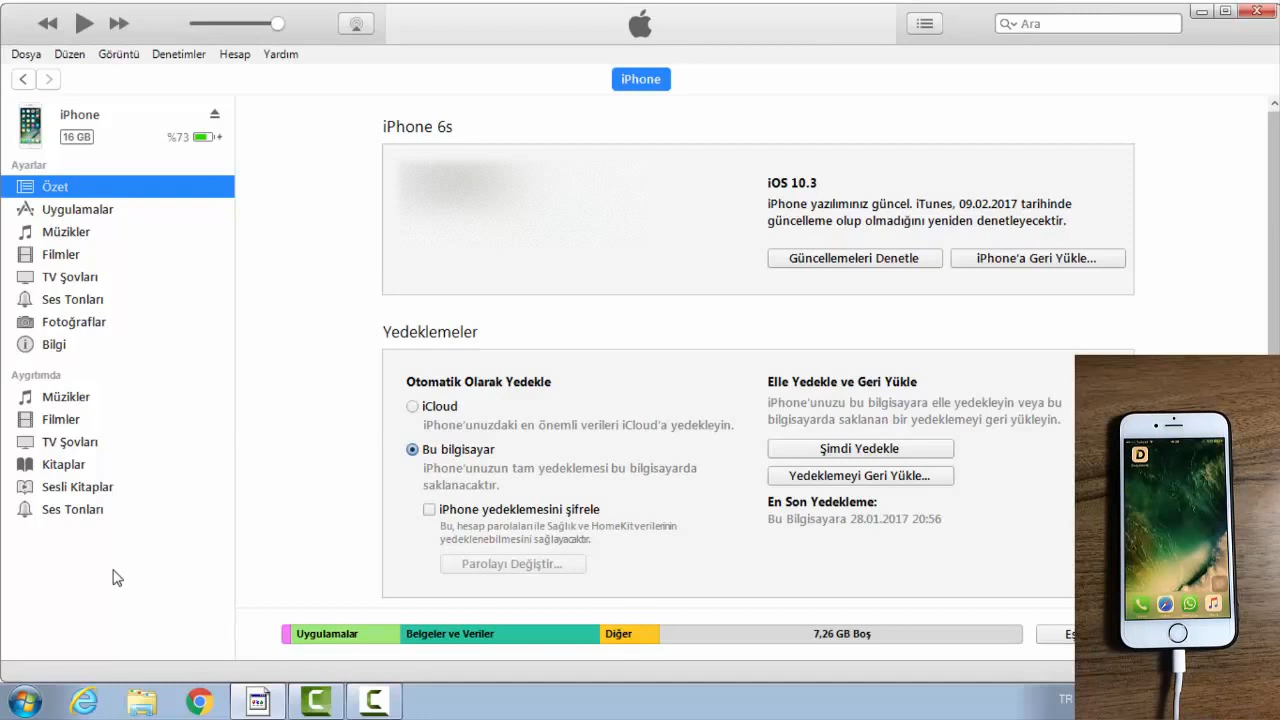 Ara
Dosya Düzen Görüntü Denetimler Hesap Yardım
iPhone
iPhone
16 GB
%73
Ayarlar
Özet
Uygulamalar
Müzikler
Filmler
TV Şovları
Ses Tonları
Fotoğraflar
Bilgi
Aygıtımda
Müzikler
Filmler
TV Şovları
Kitaplar
Sesli Kitaplar
Ses Tonları
iPhone 6s
iOS 10.3
iPhone yazılımınız güncel. iTunes, 09.02.2017 tarihinde
güncelleme olup olmadığını yeniden denetleyecektir.
Güncellemeleri Denetle
iPhone'a Geri Yükle...
Yedeklemeler
Otomatik Olarak Yedekle
iCloud
iPhone'unuzdaki en önemli verileri iCloud'a yedekleyin.
Bu bilgisayar
iPhone'unuzun tam yedeklemesi bu bilgisayarda
saklanacaktır.
iPhone yedeklemesini şifrele
Bu, hesap parolaları ile Sağlık ve HomeKit verilerinin
yedeklenebilmesini sağlayacaktır.
Parolayı Değiştir...
Elle Yedekle ve Geri Yükle
iPhone'unuzu bu bilgisayara elle yedekleyin veya bu
bilgisayarda saklanan bir yedeklemeyi geri yükleyin.
Şimdi Yedekle
Yedeklemeyi Geri Yükle...
En Son Yedekleme:
Bu Bilgisayara 28.01.2017 20:56
Uygulamalar
Belgeler ve Veriler
Diğer
7,26 GB Boş
TR
D